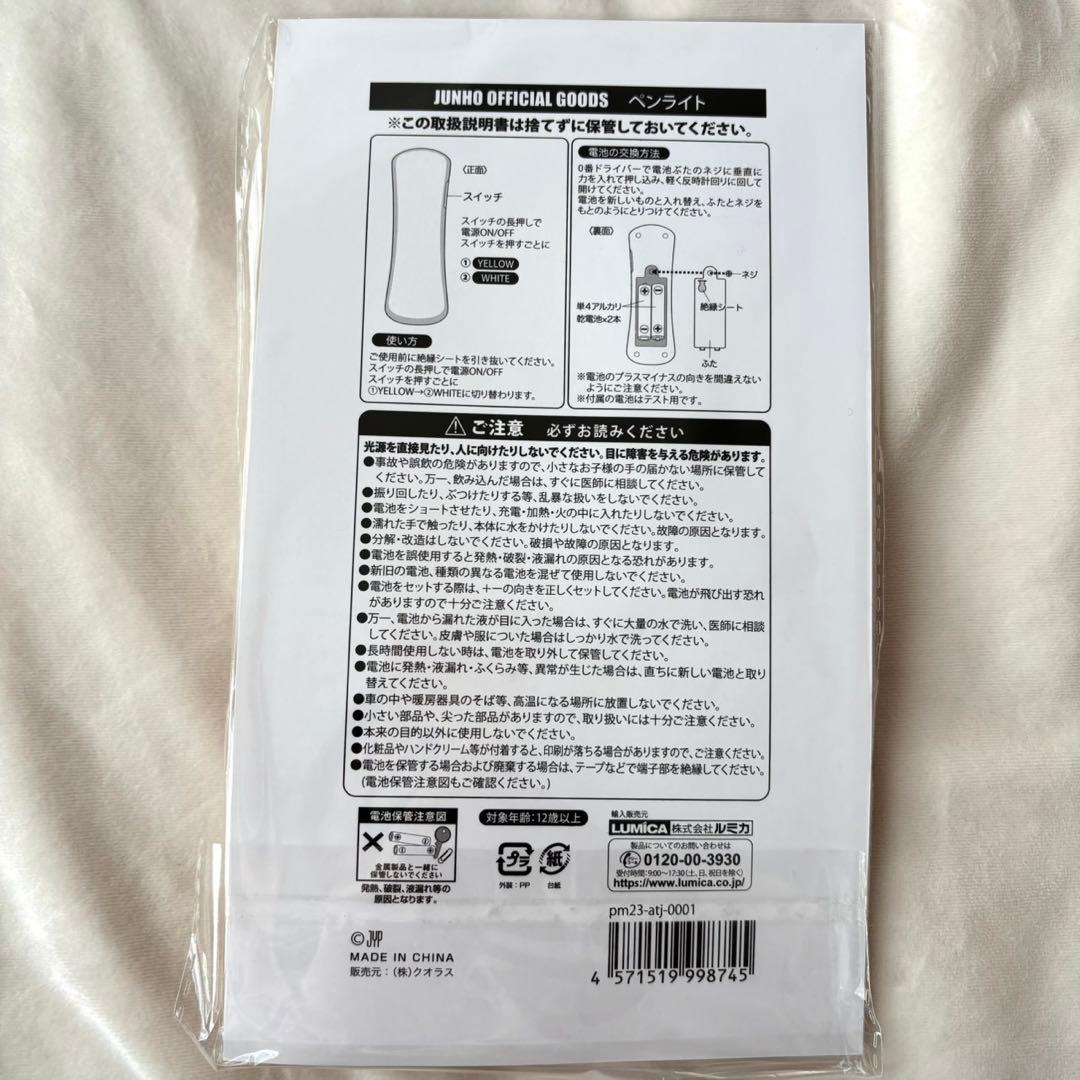 JUNHO OFFICIAL GOODS ペンライト
※この取扱説明書は捨てずに保管しておいてください。
〈正面〉
スイッチ
スイッチの長押しで
電源ON/OFF
スイッチを押すごとに
① YELLOW
② WHITE
使い方
ご使用前に絶縁シートを引き抜いてください。
スイッチの長押しで電源ON/OFF
スイッチを押すごとに
①YELLOW→②WHITEに切り替わります。
電池の交換方法
0番ドライバーで電池ぶたのネジに垂直に
力を入れて押し込み、軽く反時計回りに回して
開けてください。
電池を新しいものと入れ替え、ふたとネジを
もとのようにとりつけてください。
〈裏面〉
ネジ
絶縁シート
単4アルカリ
乾電池×2本
ふた
※電池のプラスマイナスの向きを間違えない
ようにご注意ください。
※付属の電池はテスト用です。
ご注意 必ずお読みください
光源を直接見たり、人に向けたりしないでください。目に障害を与える危険があります。
●事故や誤飲の危険がありますので、小さなお子様の手の届かない場所に保管して
ください。万一、飲み込んだ場合は、すぐに医師に相談してください。
●振り回したり、ぶつけたりする等、乱暴な扱いをしないでください。
●電池をショートさせたり、充電・加熱・火の中に入れたりしないでください。
●濡れた手で触ったり、本体に水をかけたりしないでください。故障の原因となります。
●分解・改造はしないでください。破損や故障の原因となります。
●電池を誤使用すると発熱・破裂・液漏れの原因となる恐れがあります。
●新旧の電池、種類の異なる電池を混ぜて使用しないでください。
●電池をセットする際は、+ーの向きを正しくセットしてください。電池が飛び出す恐れ
がありますので十分ご注意ください。
●万一、電池から漏れた液が目に入った場合は、すぐに大量の水で洗い、医師に相談
してください。皮膚や服についた場合はしっかり水で洗ってください。
●長時間使用しない時は、電池を取り外して保管してください。
●電池に発熱・液漏れ・ふくらみ等、異常が生じた場合は、直ちに新しい電池と取り
替えてください。
●車の中や暖房器具のそば等、高温になる場所に放置しないでください。
●小さい部品や、尖った部品がありますので、取り扱いには十分ご注意ください。
●本来の目的以外に使用しないでください。
●化粧品やハンドクリーム等が付着すると、印刷が落ちる場合がありますので、ご注意ください。
●電池を保管する場合および廃棄する場合は、テープなどで端子部を絶縁してください。
(電池保管注意図もご確認ください。)
電池保管注意図
金属製品と一緒に
保管しないでください
発熱、破裂、液漏れ等の
原因となります。
対象年齢:12歳以上
プラ 紙
外装:PP 台紙
輸入販売元
LUMICA 株式会社ルミカ
製品についてのお問い合わせは
0120-00-3930
受付時間:9:00〜17:30(土、日、祝日を除く)
https://www.lumica.co.jp/
pm23-atj-0001
© JYP
MADE IN CHINA
販売元:(株)クオラス
4 571519 998745